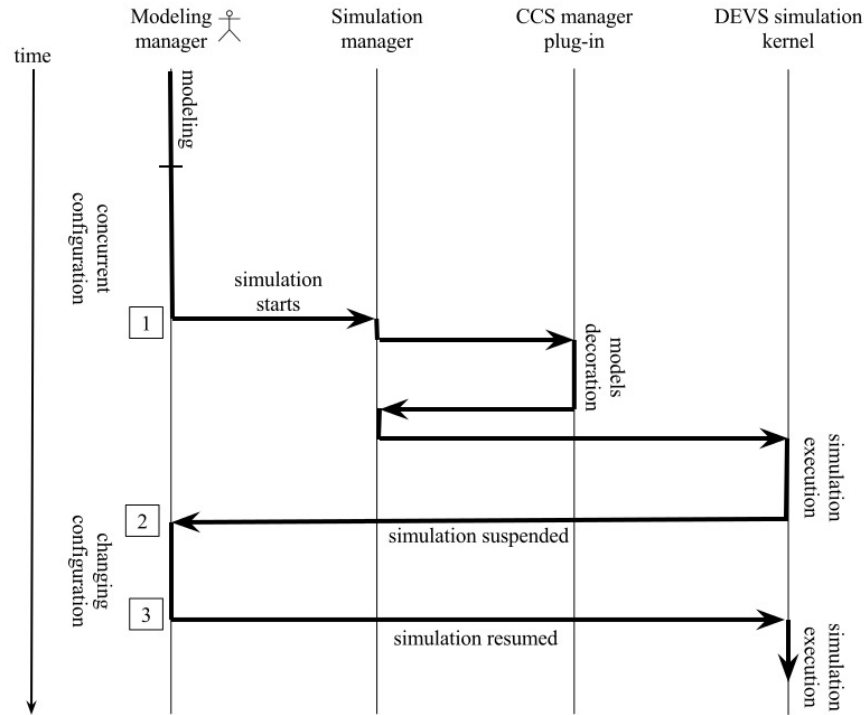 time
Modeling
manager
Simulation
manager
CCS manager
plug-in
DEVS simulation
kernel
modeling
concurrent
configuration
simulation
starts
1
models
decoration
simulation
execution
2
simulation suspended
changing
configuration
3
simulation resumed
simulation
execution